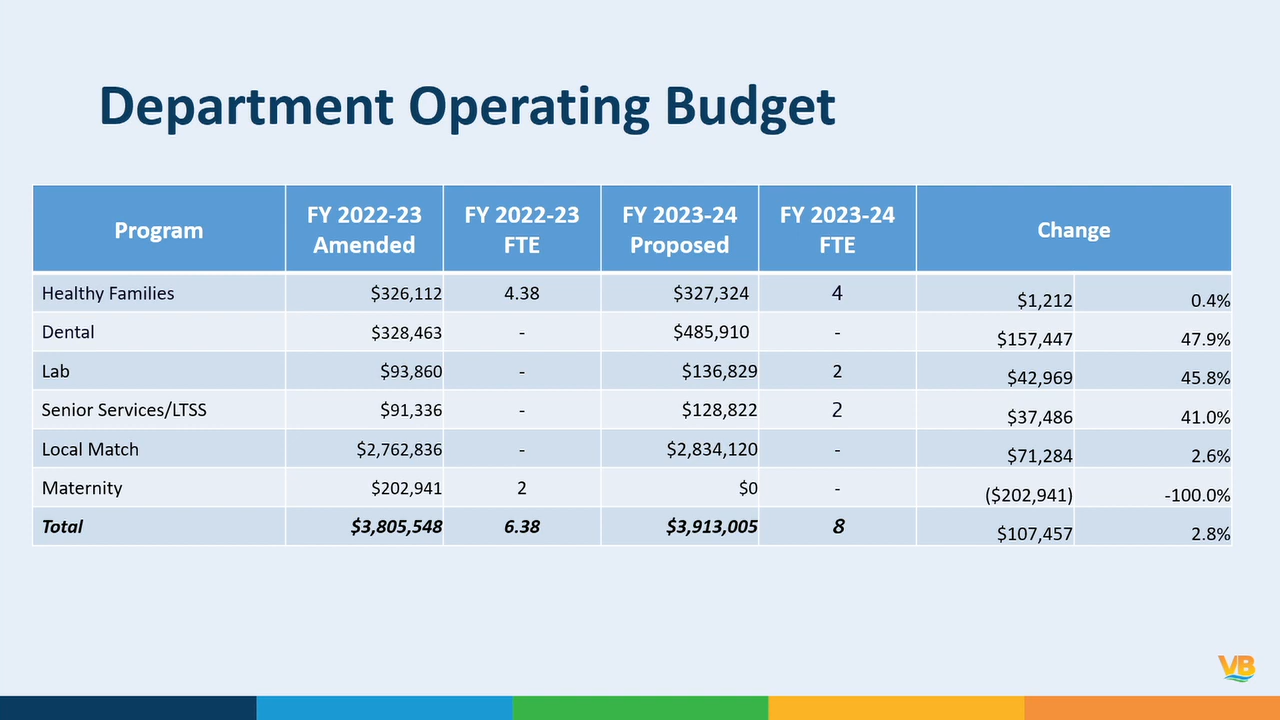 Department Operating Budget
Program
FY 2022-23
Amended
FY 2022-23
FTE
FY 2023-24
Proposed
FY 2023-24
FTE
Change
Healthy Families $326,112 4.38 $327,324 4 $1,212 0.4%
Dental $328,463 - $485,910 - $157,447 47.9%
Lab $93,860 - $136,829 2 $42,969 45.8%
Senior Services/LTSS $91,336 - $128,822 2 $37,486 41.0%
Local Match $2,762,836 - $2,834,120 - $71,284 2.6%
Maternity $202,941 2 $0 - ($202,941) -100.0%
Total $3,805,548 6.38 $3,913,005 8 $107,457 2.8%
VB